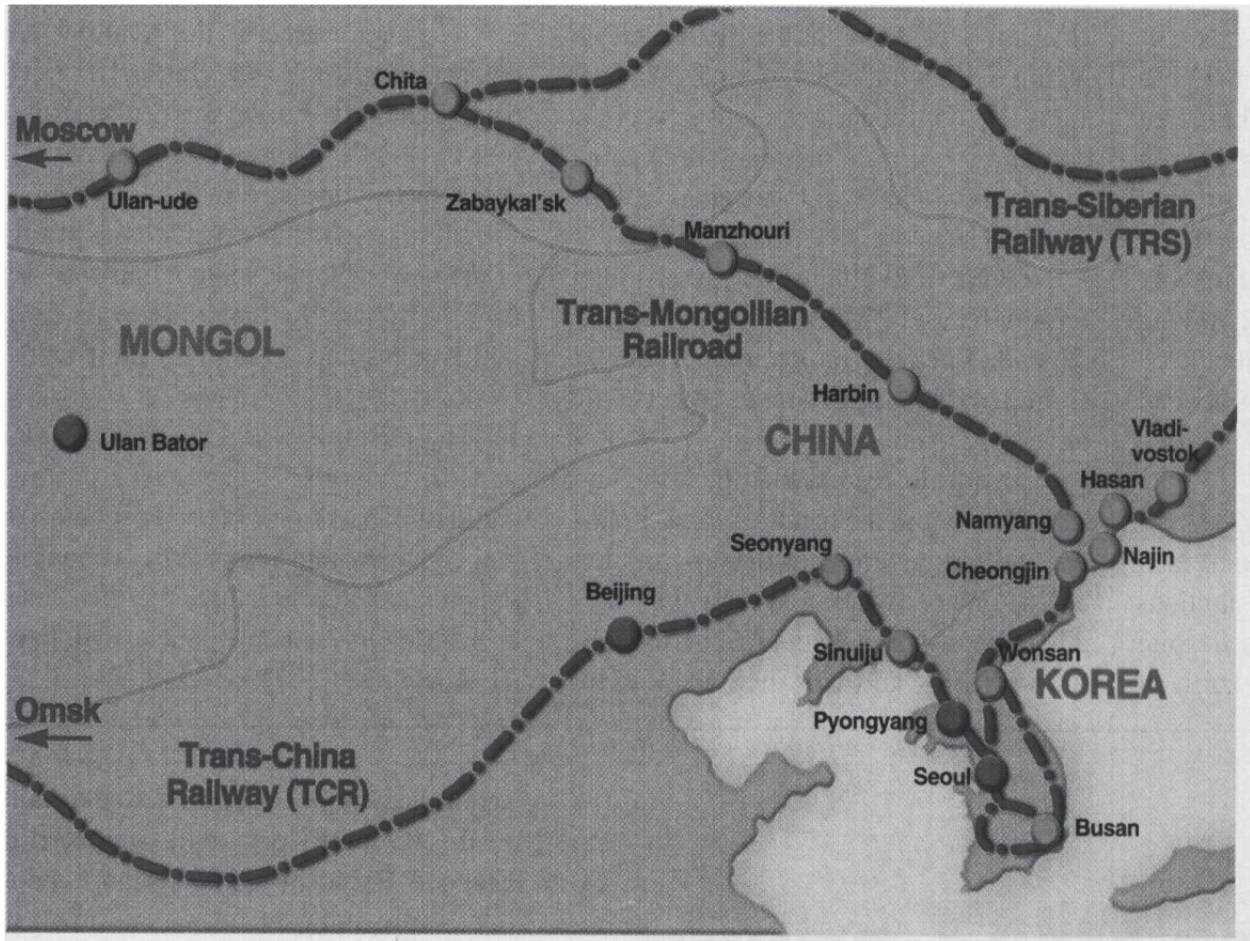 Chita
Moscow
Ulan-ude
Zabaykal'sk
Trans-Siberian
Railway (TRS)
Manzhouri
Trans-Mongollian
Railroad
MONGOL
Harbin
CHINA
Ulan Bator
Vladi-
vostok
Hasan
Namyang
Najin
Seonyang
Cheongjin
Beijing
Sinuiju
Wonsan
KOREA
Omsk
Pyongyang
Trans-China
Railway (TCR)
Seoul
Busan